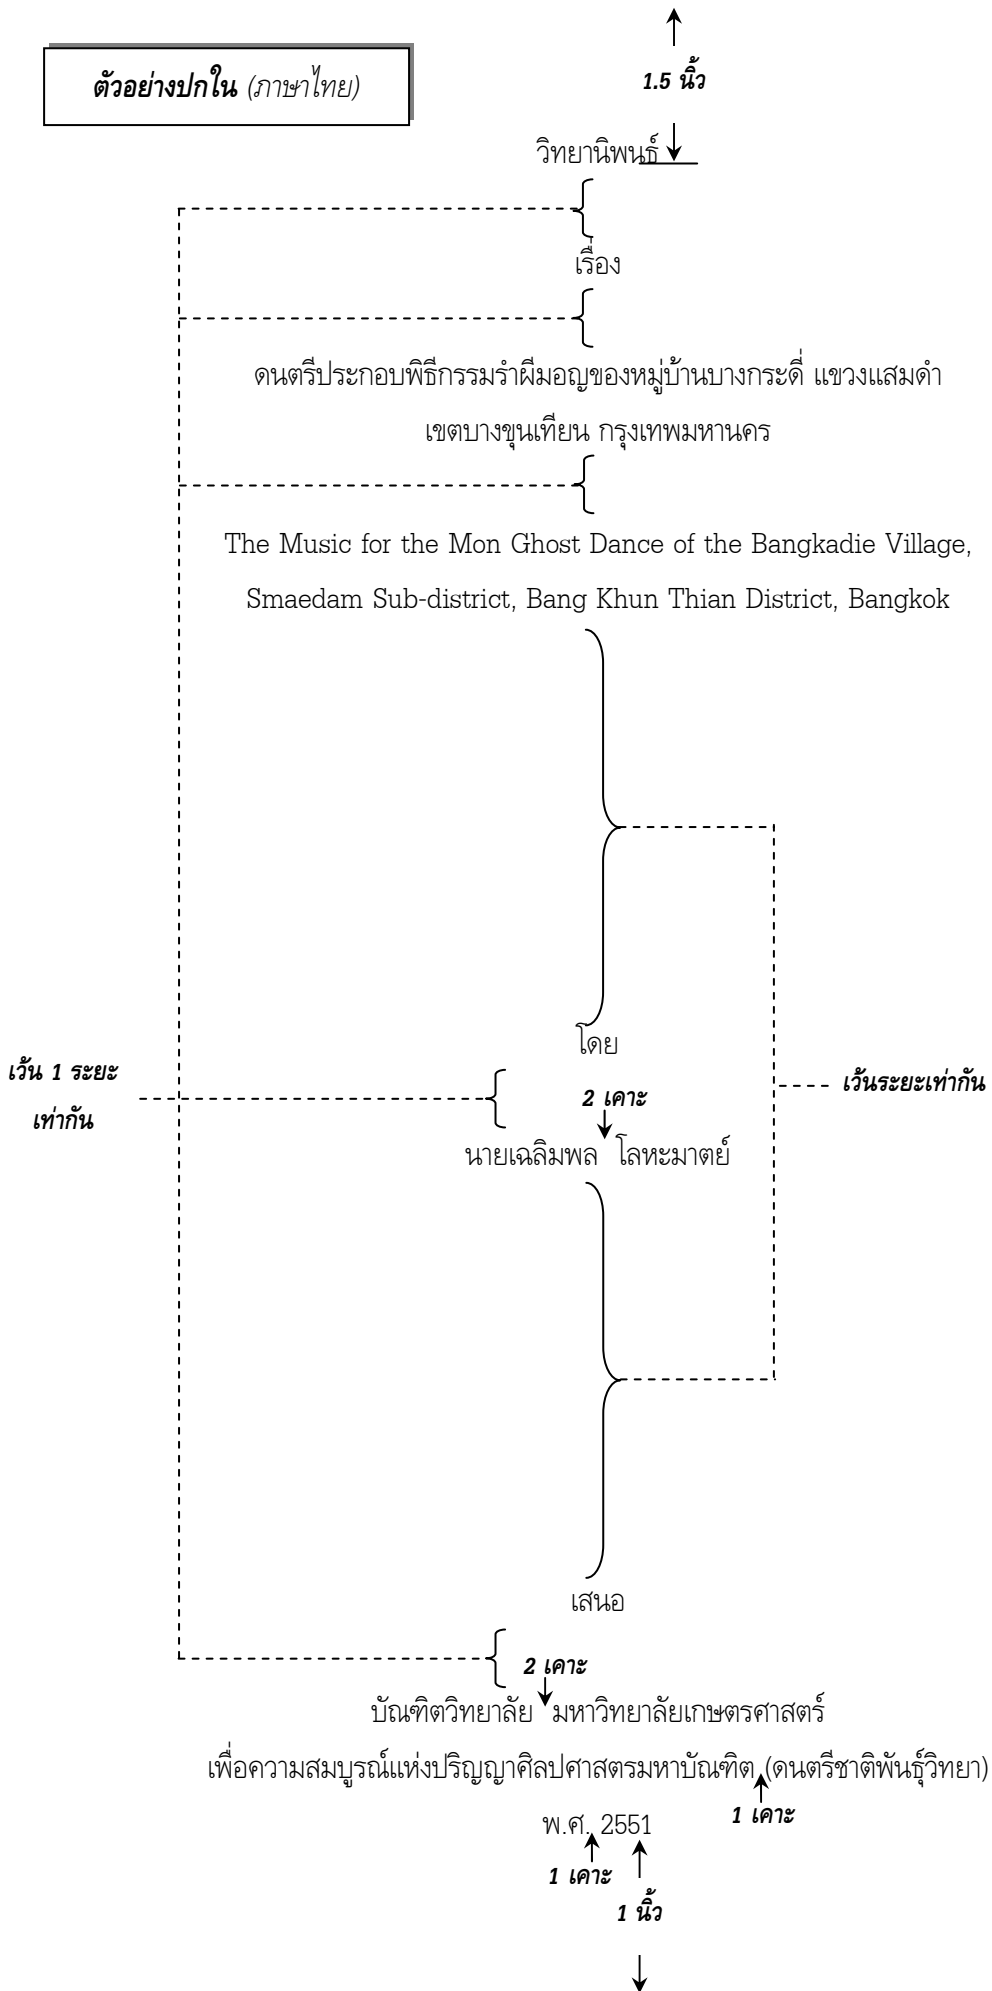 ตัวอย่างปกใน (ภาษาไทย)
1.5 นิ้ว
วิทยานิพนธ์
เรื่อง
ดนตรีประกอบพิธีกรรมรำผีมอญของหมู่บ้านบางกระดี่ แขวงแสมดำ
เขตบางขุนเทียน กรุงเทพมหานคร
The Music for the Mon Ghost Dance of the Bangkadie Village,
Smaedam Sub-district, Bang Khun Thian District, Bangkok
โดย
เว้น 1 ระยะ
เท่ากัน
2 เคาะ
เว้นระยะเท่ากัน
นายเฉลิมพล โลหะมาตย์
เสนอ
2 เคาะ
บัณฑิตวิทยาลัย มหาวิทยาลัยเกษตรศาสตร์
เพื่อความสมบูรณ์แห่งปริญญาศิลปศาสตรมหาบัณฑิต (ดนตรีชาติพันธุ์วิทยา)
1 เคาะ
พ.ศ. 2551
1 เคาะ
1 นิ้ว